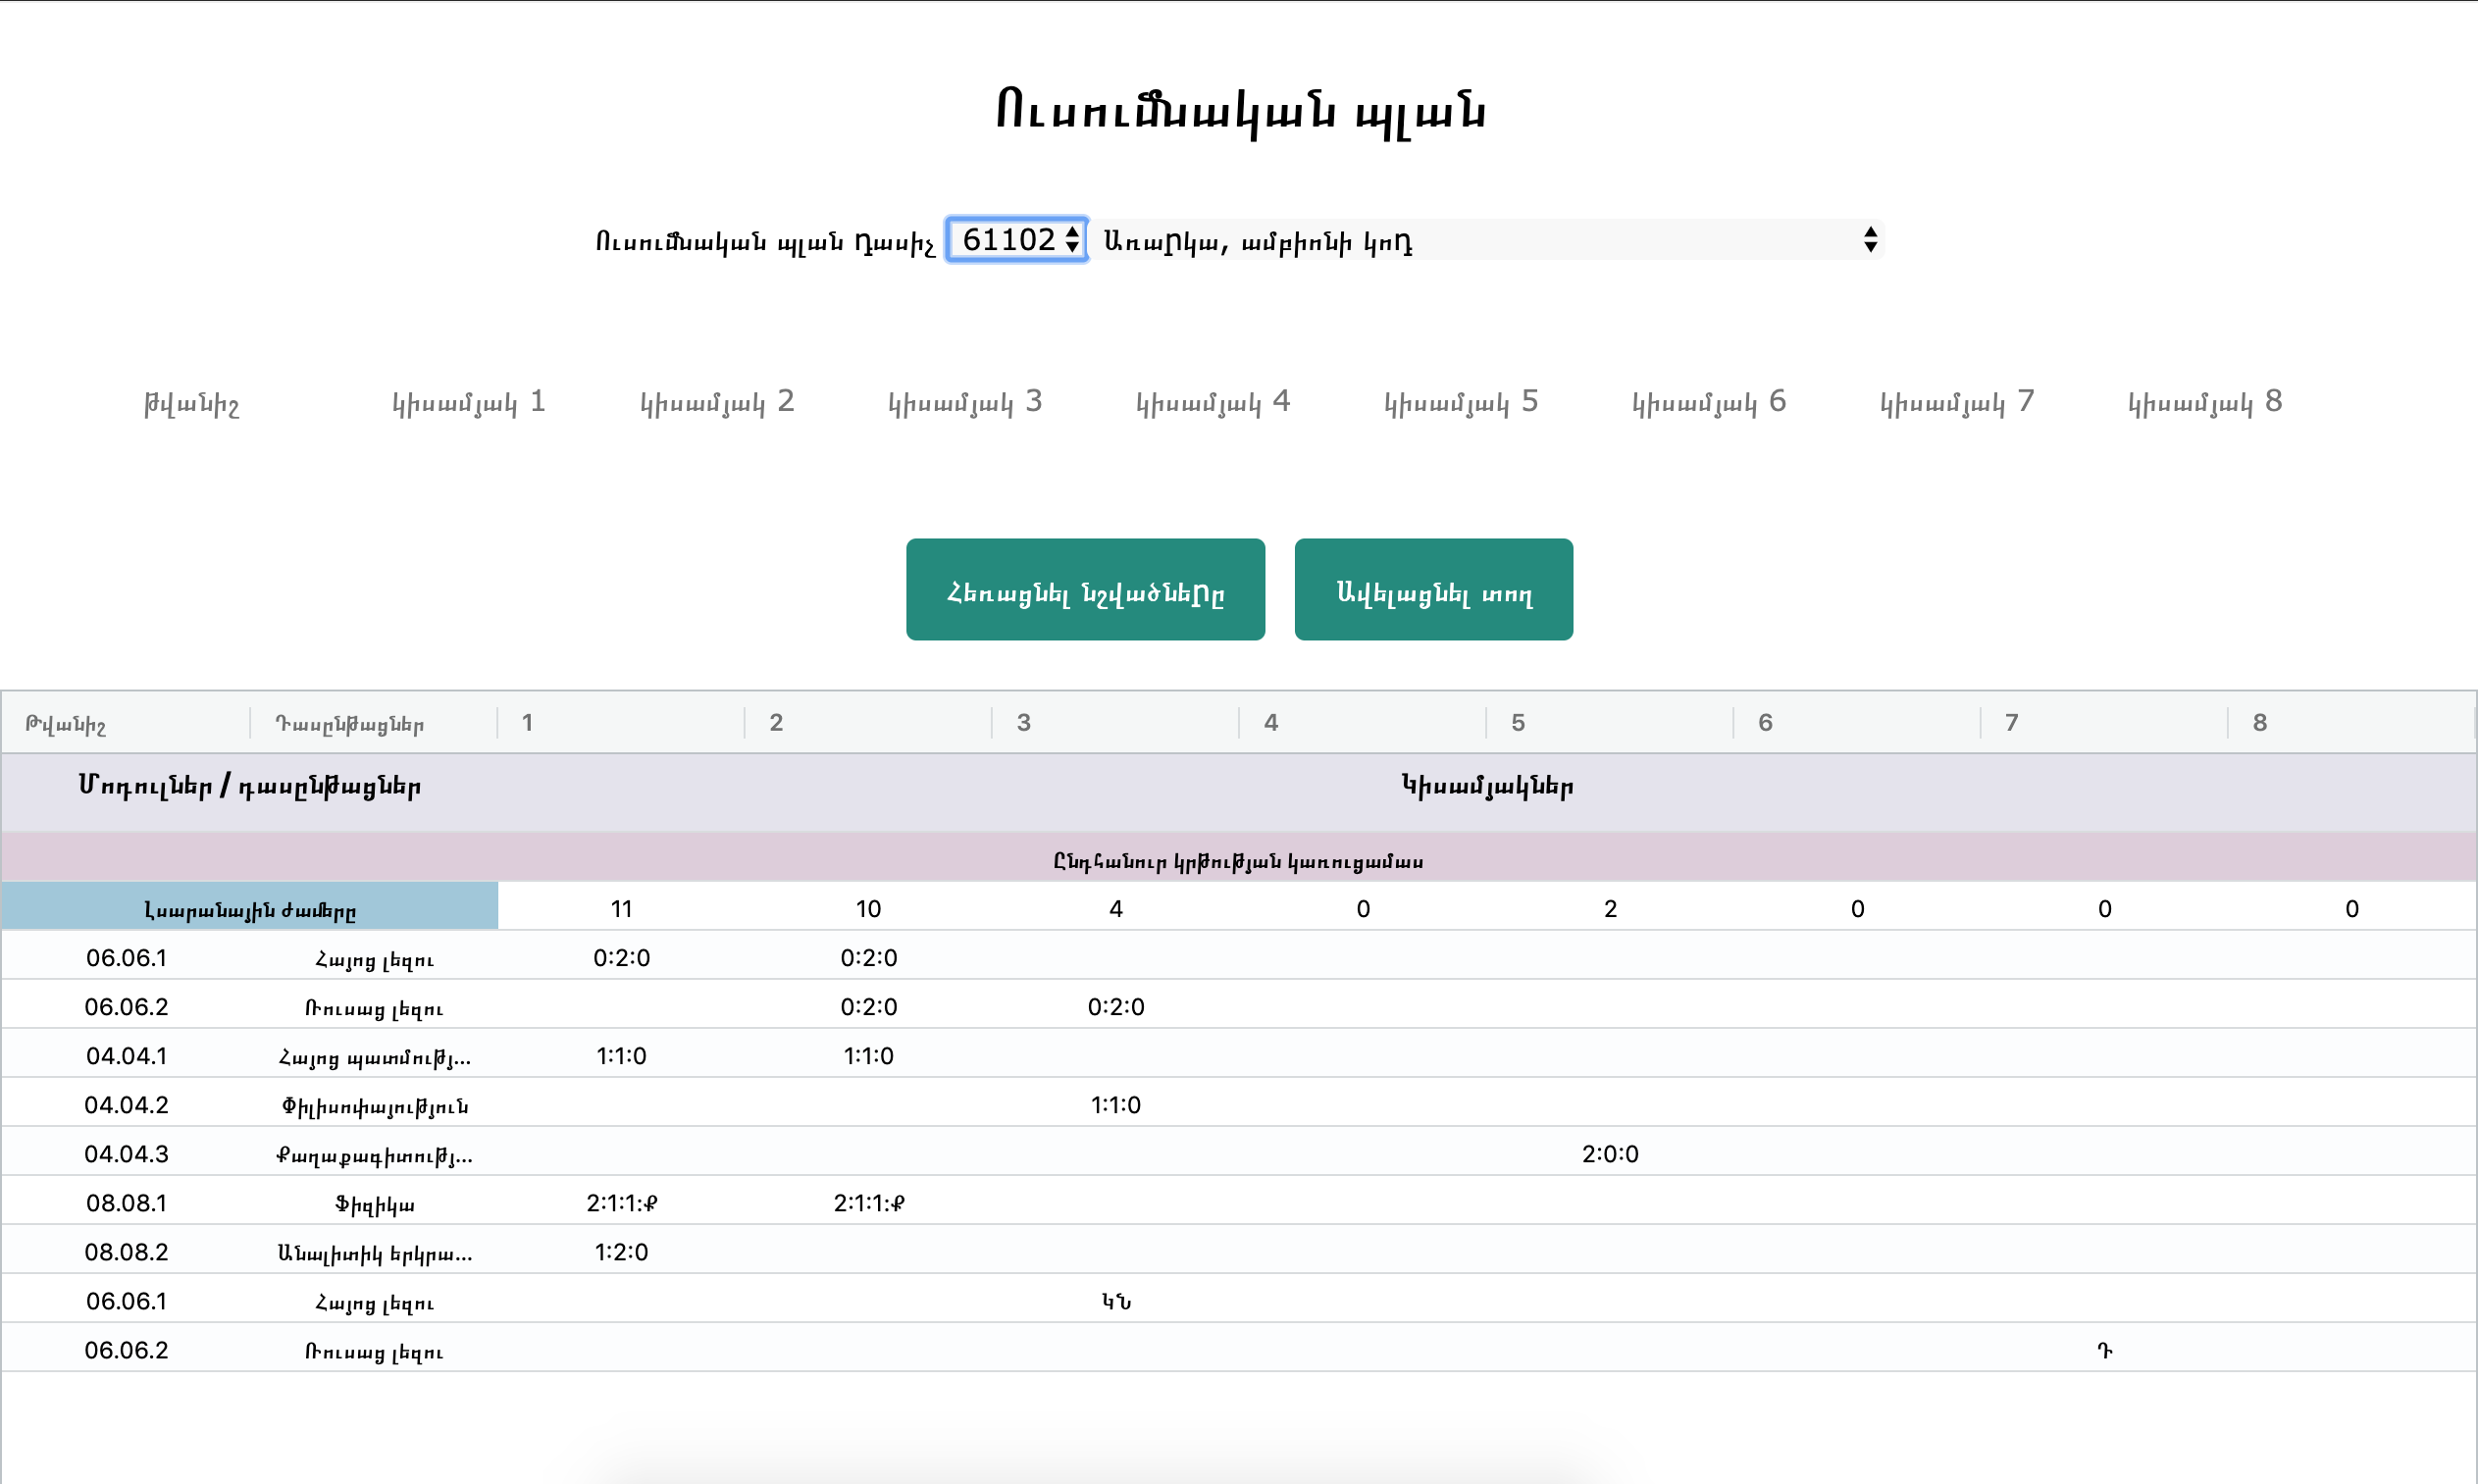 Ուսումնական պլան
Ուսումնական պլան Դասիչ 61102 Առարկա, ամբիոնի կոդ
թվանիշ կիսամյակ 1 կիսամյակ 2 կիսամյակ 3 կիսամյակ 4 կիսամյակ 5 կիսամյակ 6 կիսամյակ 7 կիսամյակ 8
Հեռացնել նշվածները Ավելացնել տող
Թվանիշ Դասընթացներ 1 2 3 4 5 6 7 8
Մոդուլներ / դասընթացներ Կիսամյակներ
Ընդհանուր կրթության կառուցամաս
Լսարանային ժամերը 11 10 4 0 2 0 0 0
06.06.1 Հայոց լեզու 0:2:0 0:2:0
06.06.2 Ռուսաց լեզու 0:2:0 0:2:0
04.04.1 Հայոց պատմությ... 1:1:0 1:1:0
04.04.2 Փիլիսոփայություն 1:1:0
04.04.3 Քաղաքագիտությ... 2:0:0
08.08.1 Ֆիզիկա 2:1:1:Ք 2:1:1:Ք
08.08.2 Անալիտիկ երկրա... 1:2:0
06.06.1 Հայոց լեզու ԿՆ
06.06.2 Ռուսաց լեզու Դ